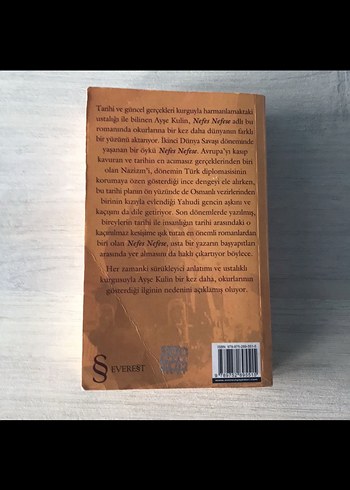 Tarihi ve güncel gerçekleri kurguyla harmanlamaktaki
ustalığı ile bilinen Ayşe Kulin, Nefes Nefese adlı bu
romanında okurlarına bir kez daha dünyanın farklı
bir yüzünü aktarıyor. İkinci Dünya Savaşı döneminde
yaşanan bir öykü Nefes Nefese. Avrupa'yı kasıp
kavuran ve tarihin en acımasız gerçeklerinden biri
olan Nazizm'i, dönemin Türk diplomasisinin
korumaya özen gösterdiği ince dengeyi ele alırken,
bu tarihi planın ön yüzünde de Osmanlı vezirlerinden
birinin kızıyla evlendiği Yahudi gencin aşkını ve
kaçışını da dile getiriyor. Son dönemlerde yazılmış,
bireylerin tarihi ile insanlığın tarihi arasındaki o
kaçınılmaz kesişime ışık tutan en önemli romanlardan
biri olan Nefes Nefese, usta bir yazarın başyapıtları
arasında yer almasını da haklı çıkartıyor böylece.
Her zamanki sürükleyici anlatımı ve ustalıklı
kurgusuyla Ayşe Kulin bir kez daha, okurlarının
gösterdiği ilginin nedenini açıklamış oluyor.
EVEREST